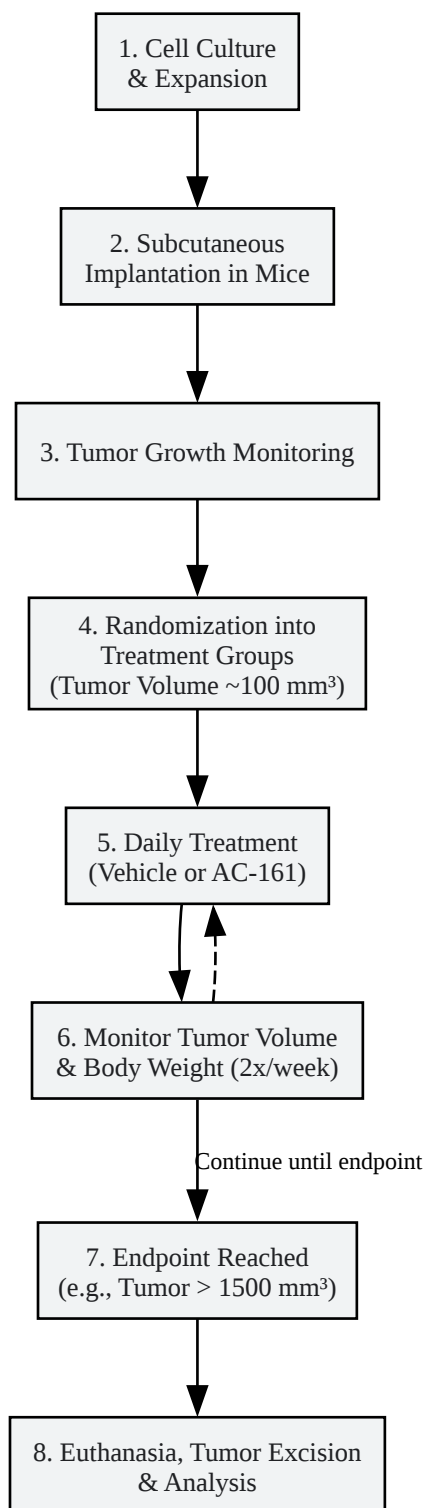 1. Cell Culture
& Expansion
2. Subcutaneous
Implantation in Mice
3. Tumor Growth Monitoring
4. Randomization into
Treatment Groups
(Tumor Volume ~100 mm³)
5. Daily Treatment
(Vehicle or AC-161)
6. Monitor Tumor Volume
& Body Weight (2x/week)
Continue until endpoint
7. Endpoint Reached
(e.g., Tumor > 1500 mm³)
8. Euthanasia, Tumor Excision
& Analysis